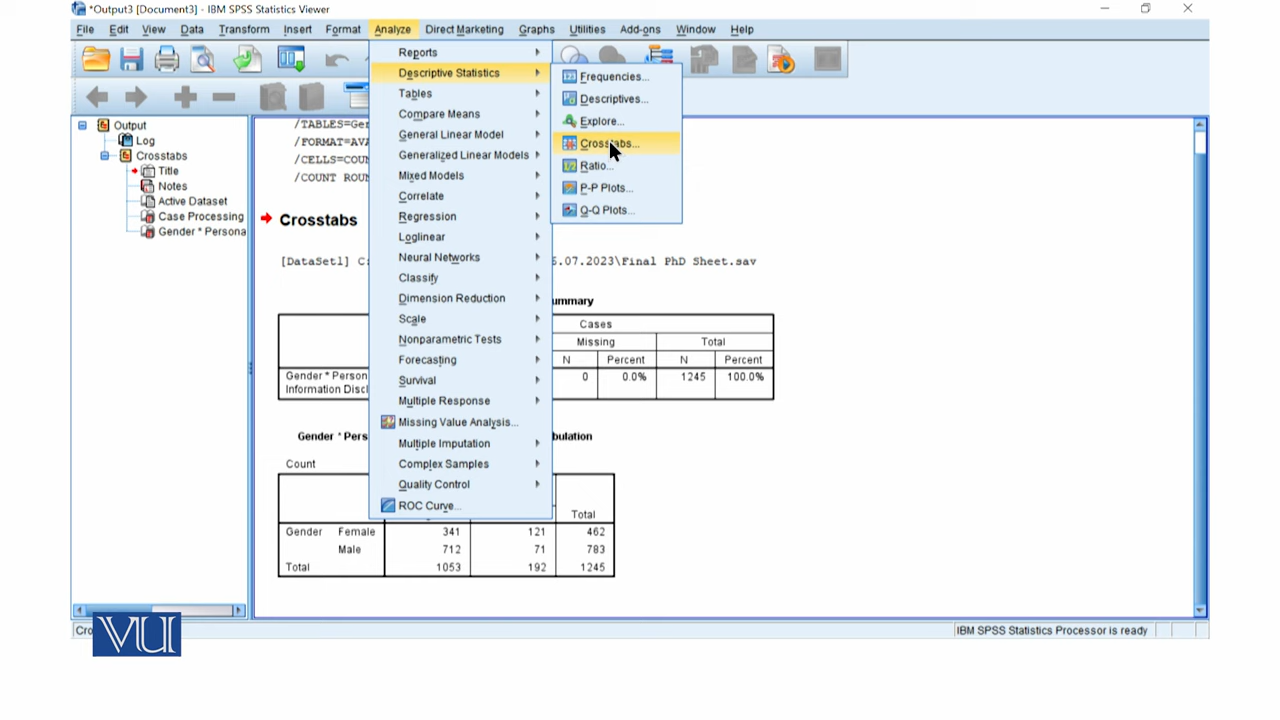 *Output3 [Document3] - IBM SPSS Statistics Viewer
File Edit View Data Transform Insert Format Analyze Direct Marketing Graphs Utilities Add-ons Window Help
Reports
Descriptive Statistics
Tables
Compare Means
General Linear Model
Generalized Linear Models
Mixed Models
Correlate
Regression
Loglinear
Neural Networks
Classify
Dimension Reduction
Scale
Nonparametric Tests
Forecasting
Survival
Multiple Response
Missing Value Analysis...
Multiple Imputation
Complex Samples
Quality Control
ROC Curve...
Frequencies...
Descriptives...
Explore...
Crosstabs...
Ratio...
P-P Plots...
Q-Q Plots...
Output
Log
Crosstabs
Title
Notes
Active Dataset
Case Processing
Gender * Persona
/TABLES=Ger
/FORMAT=AVA
/CELLS=COUN
/COUNT ROUN
Crosstabs
[DataSet1] C: 6.07.2023\Final PhD Sheet.sav
ummary
Cases
Missing Total
N Percent N Percent
Gender * Person 0 0.0% 1245 100.0%
Information Discl
Gender * Pers bulation
Count
Total
Gender Female 341 121 462
Male 712 71 783
Total 1053 192 1245
Cro
IBM SPSS Statistics Processor is ready
VU